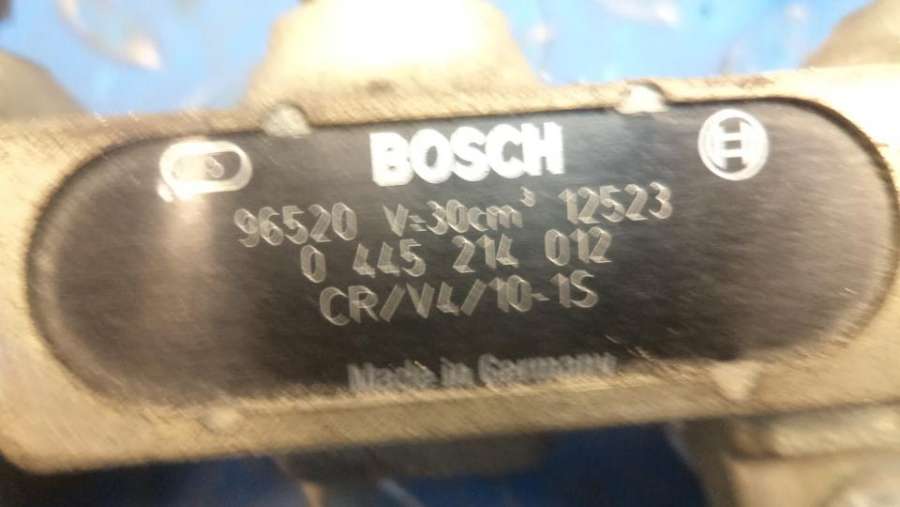 BOSCH
96520 V=30cm³ 12523
0 445 214 012
CR/V4/10-1S
Made in Germany